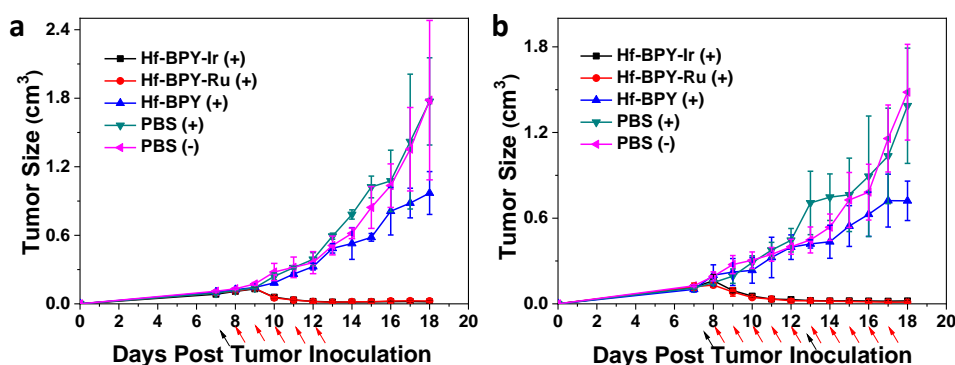 a
Tumor Size (cm³)
2.4
1.8
1.2
0.6
0.0
Hf-BPY-Ir (+)
Hf-BPY-Ru (+)
Hf-BPY (+)
PBS (+)
PBS (-)
0 2 4 6 8 10 12 14 16 18 20
Days Post Tumor Inoculation
b
Tumor Size (cm³)
1.8
1.2
0.6
0.0
Hf-BPY-Ir (+)
Hf-BPY-Ru (+)
Hf-BPY (+)
PBS (+)
PBS (-)
0 2 4 6 8 10 12 14 16 18 20
Days Post Tumor Inoculation